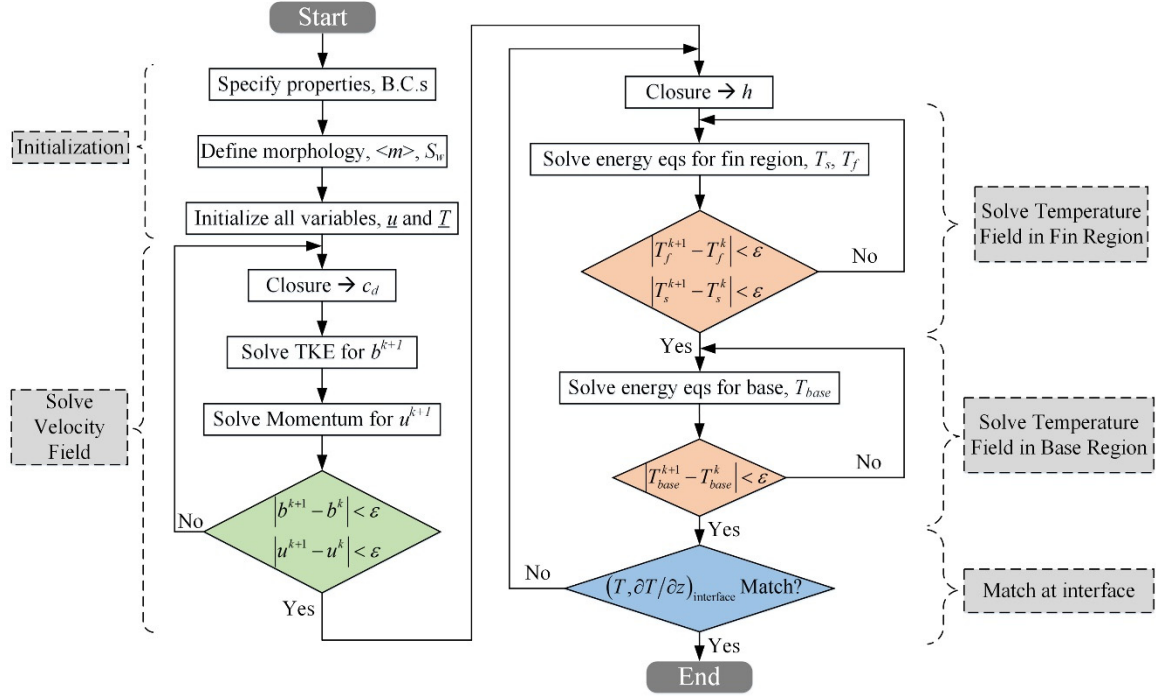 Start
Specify properties, B.C.s
Define morphology, <m>, S_w
Initialize all variables, u and T
Initialization
Closure → c_d
Solve TKE for b^{k+1}
Solve Momentum for u^{k+1}
Solve
Velocity
Field
|b^{k+1} − b^k| < ε
|u^{k+1} − u^k| < ε
No
Yes
Closure → h
Solve energy eqs for fin region, T_s, T_f
|T_f^{k+1} − T_f^k| < ε
|T_s^{k+1} − T_s^k| < ε
No
Yes
Solve Temperature
Field in Fin Region
Solve energy eqs for base, T_base
|T_base^{k+1} − T_base^k| < ε
No
Yes
Solve Temperature
Field in Base Region
(T, ∂T/∂z)_interface Match?
No
Yes
Match at interface
End